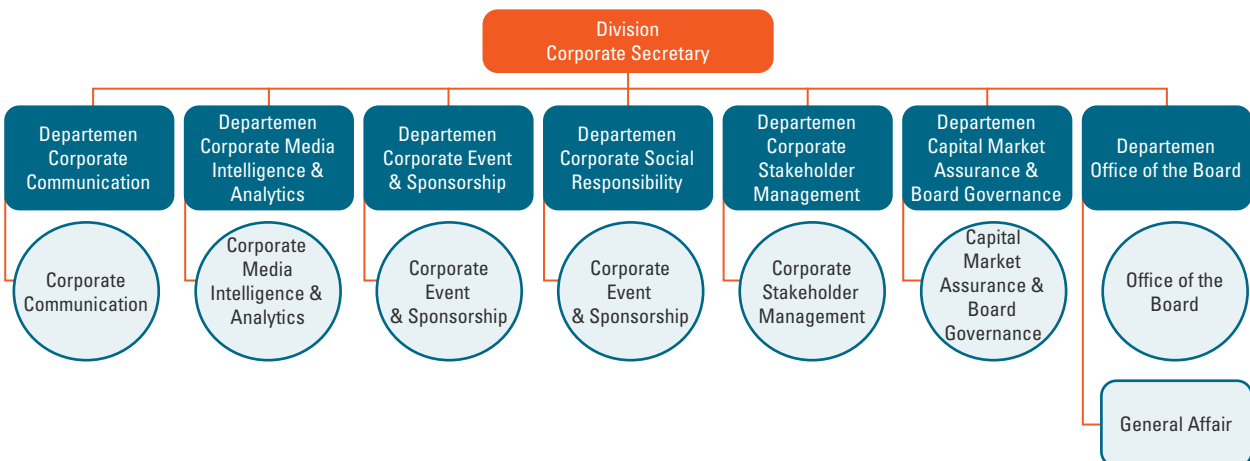 Division
Corporate Secretary
Departemen
Corporate
Communication
Departemen
Corporate Media
Intelligence &
Analytics
Departemen
Corporate Event
& Sponsorship
Departemen
Corporate Social
Responsibility
Departemen
Corporate
Stakeholder
Management
Departemen
Capital Market
Assurance &
Board Governance
Departemen
Office of the Board
Corporate
Communication
Corporate
Media
Intelligence &
Analytics
Corporate
Event
& Sponsorship
Corporate
Event
& Sponsorship
Corporate
Stakeholder
Management
Capital
Market
Assurance &
Board
Governance
Office of the
Board
General Affair